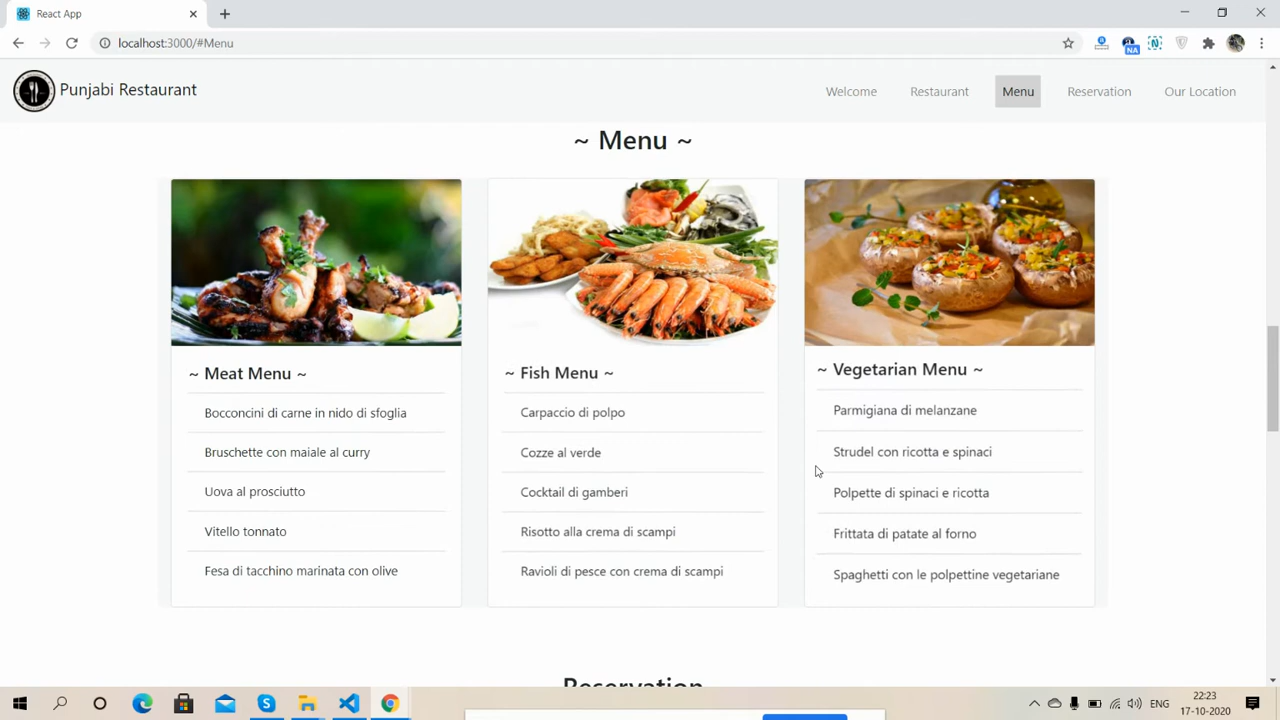 React App
localhost:3000/#Menu
NA
Punjabi Restaurant
Welcome Restaurant Menu Reservation Our Location
~ Menu ~
~ Meat Menu ~
Bocconcini di carne in nido di sfoglia
Bruschette con maiale al curry
Uova al prosciutto
Vitello tonnato
Fesa di tacchino marinata con olive
~ Fish Menu ~
Carpaccio di polpo
Cozze al verde
Cocktail di gamberi
Risotto alla crema di scampi
Ravioli di pesce con crema di scampi
~ Vegetarian Menu ~
Parmigiana di melanzane
Strudel con ricotta e spinaci
Polpette di spinaci e ricotta
Frittata di patate al forno
Spaghetti con le polpettine vegetariane
Reservation
ENG
22:23
17-10-2020